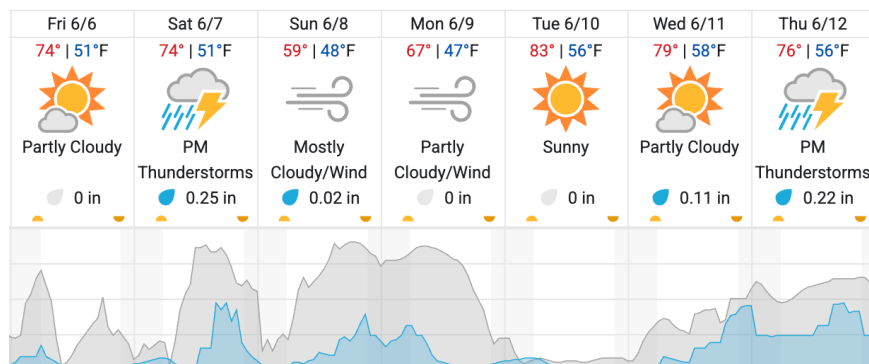 Fri 6/6
Sat 6/7
Sun 6/8
Mon 6/9
Tue 6/10
Wed 6/11
Thu 6/12
74° | 51°F
74° | 51°F
59° | 48°F
67° | 47°F
83° | 56°F
79° | 58°F
76° | 56°F
Partly Cloudy
PM
Thunderstorms
Mostly
Cloudy/Wind
Partly
Cloudy/Wind
Sunny
Partly Cloudy
PM
Thunderstorms
0 in
0.25 in
0.02 in
0 in
0 in
0.11 in
0.22 in